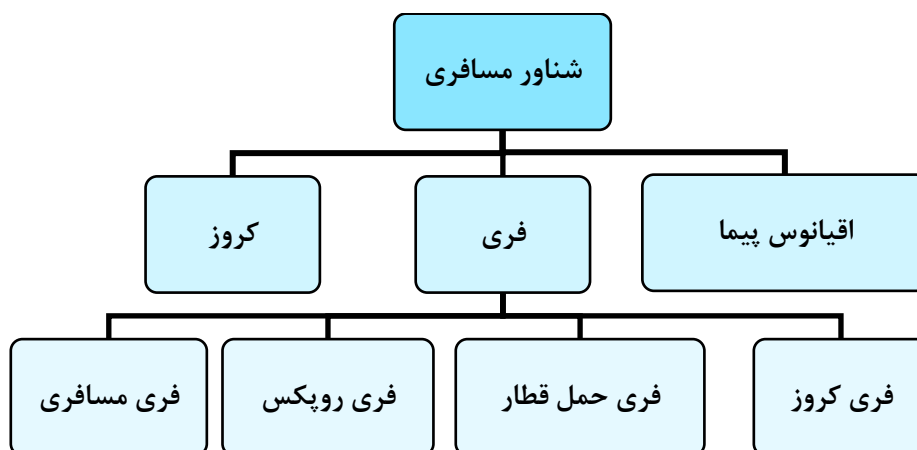 شناور مسافری
اقیانوس پیما
فری
کروز
فری کروز
فری حمل قطار
فری روپکس
فری مسافری